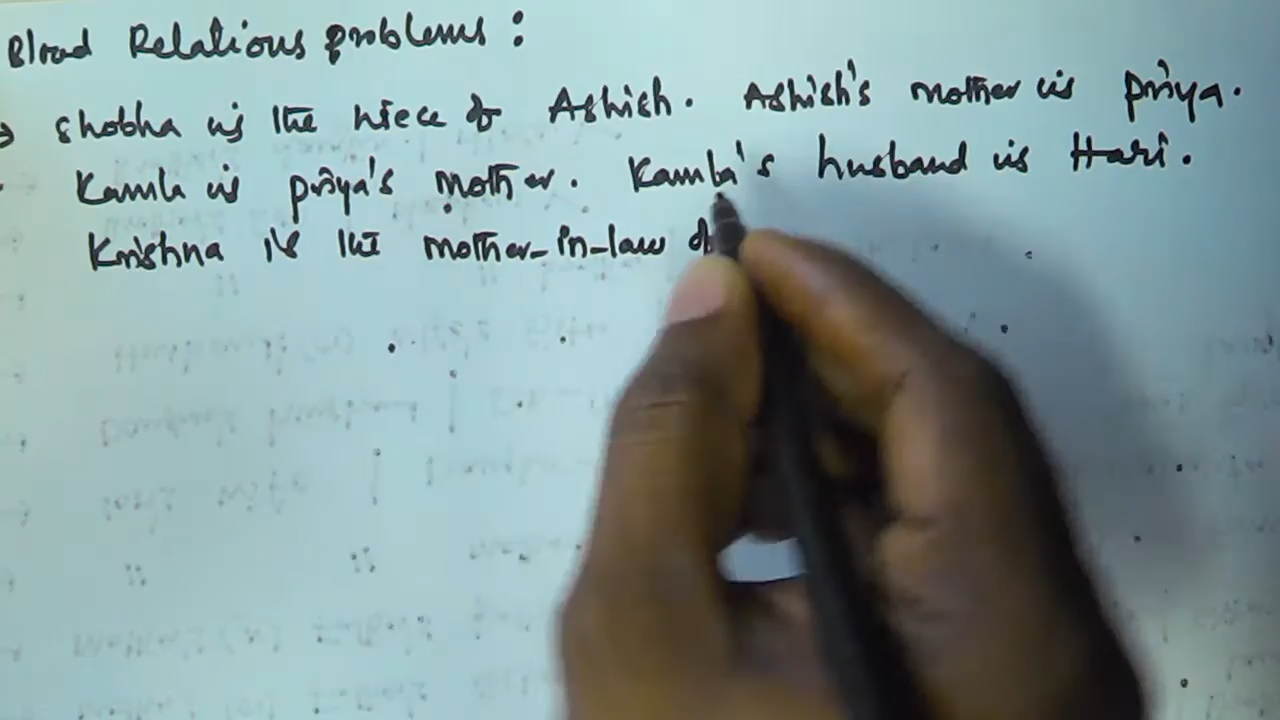 Blood Relations problems :
→ Shobha is the niece of Ashish. Ashish's mother is priya.
Kamla is priya's mother. Kamla's husband is Hari.
Krishna is the mother-in-law of